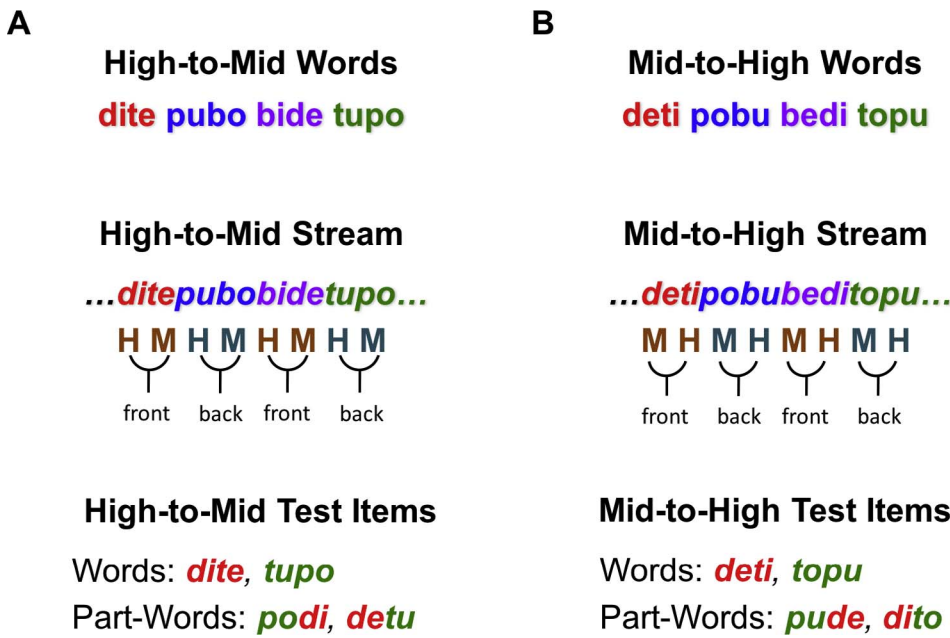 A
High-to-Mid Words
dite pubo bide tupo
High-to-Mid Stream
…ditepubobidetupo…
H M H M H M H M
front back front back
High-to-Mid Test Items
Words: dite, tupo
Part-Words: podi, detu
B
Mid-to-High Words
deti pobu bedi topu
Mid-to-High Stream
…detipobubeditopu…
M H M H M H M H
front back front back
Mid-to-High Test Items
Words: deti, topu
Part-Words: pude, dito